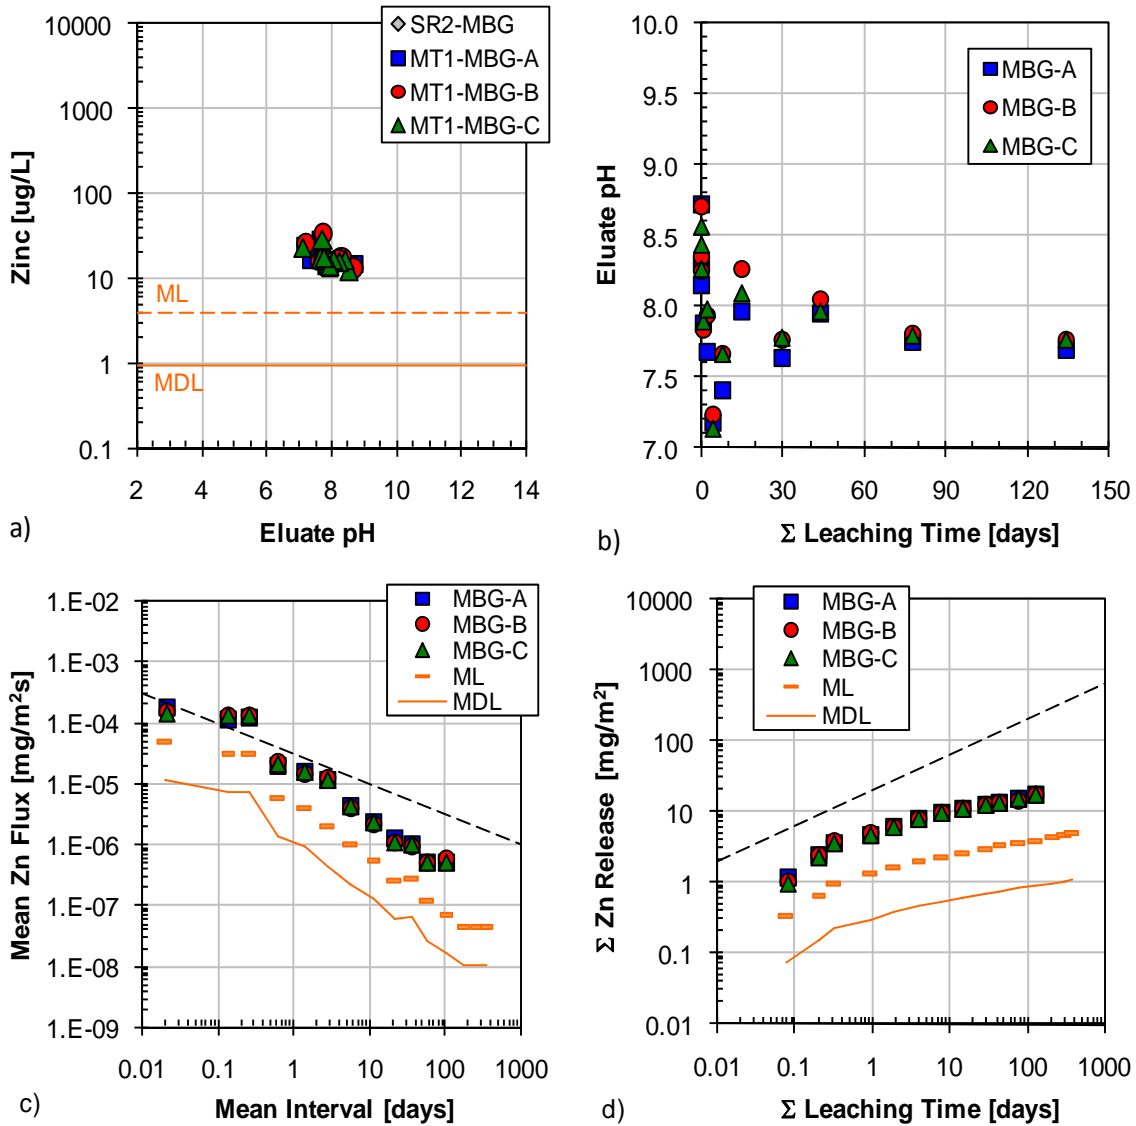 10000
1000
100
10
1
0.1
Zinc [ug/L]
SR2-MBG
MT1-MBG-A
MT1-MBG-B
MT1-MBG-C
ML
MDL
2 4 6 8 10 12 14
Eluate pH
a)
10.0
9.5
9.0
8.5
8.0
7.5
7.0
Eluate pH
MBG-A
MBG-B
MBG-C
0 30 60 90 120 150
Σ Leaching Time [days]
b)
1.E-02
1.E-03
1.E-04
1.E-05
1.E-06
1.E-07
1.E-08
1.E-09
Mean Zn Flux [mg/m²s]
MBG-A
MBG-B
MBG-C
ML
MDL
0.01 0.1 1 10 100 1000
Mean Interval [days]
c)
10000
1000
100
10
1
0.1
0.01
Σ Zn Release [mg/m²]
MBG-A
MBG-B
MBG-C
ML
MDL
0.01 0.1 1 10 100 1000
Σ Leaching Time [days]
d)